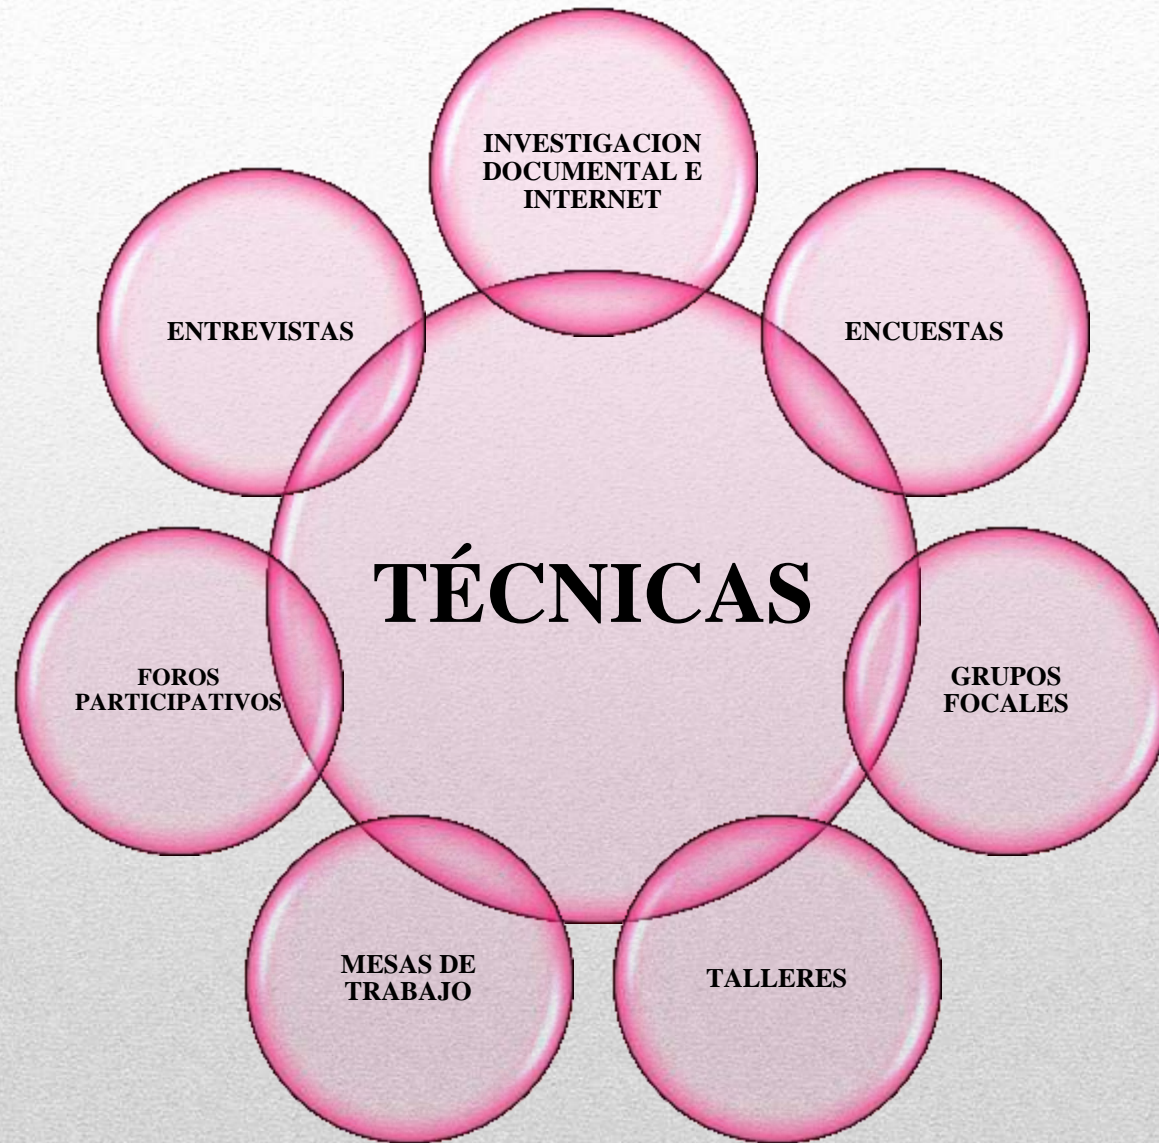 INVESTIGACION
DOCUMENTAL E
INTERNET
ENCUESTAS
GRUPOS
FOCALES
TALLERES
MESAS DE
TRABAJO
FOROS
PARTICIPATIVOS
ENTREVISTAS
TÉCNICAS